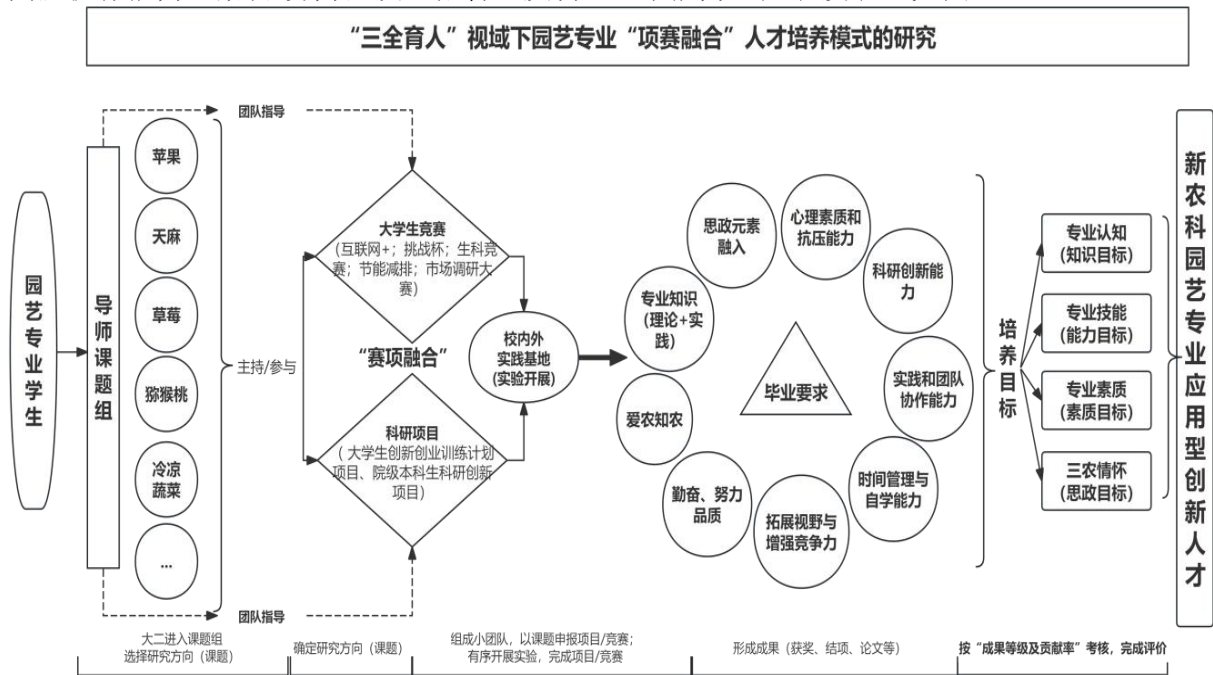 “三全育人”视域下园艺专业“项赛融合”人才培养模式的研究
园艺专业学生
导师课题组
苹果
天麻
草莓
猕猴桃
冷凉
蔬菜
...
团队指导
主持/参与
团队指导
大学生竞赛
(互联网+；挑战杯；生科竞
赛；节能减排；市场调研大
赛)
“赛项融合”
科研项目
（大学生创新创业训练计划
项目、院级本科生科研创新
项目）
校内外
实践基地
(实验开展)
思政元素
融入
心理素质和
抗压能力
科研创新能
力
专业知识
（理论+实
践）
实践和团队
协作能力
毕业要求
爱农知农
时间管理与
自学能力
勤奋、努力
品质
拓展视野与
增强竞争力
培养目标
专业认知
(知识目标)
专业技能
(能力目标)
专业素质
(素质目标)
三农情怀
(思政目标)
新农科园艺专业应用型创新人才
大二进入课题组
选择研究方向（课题）
确定研究方向（课题）
组成小团队，以课题申报项目/竞赛；
有序开展实验，完成项目/竞赛
形成成果（获奖、结项、论文等）
按“成果等级及贡献率”考核，完成评价